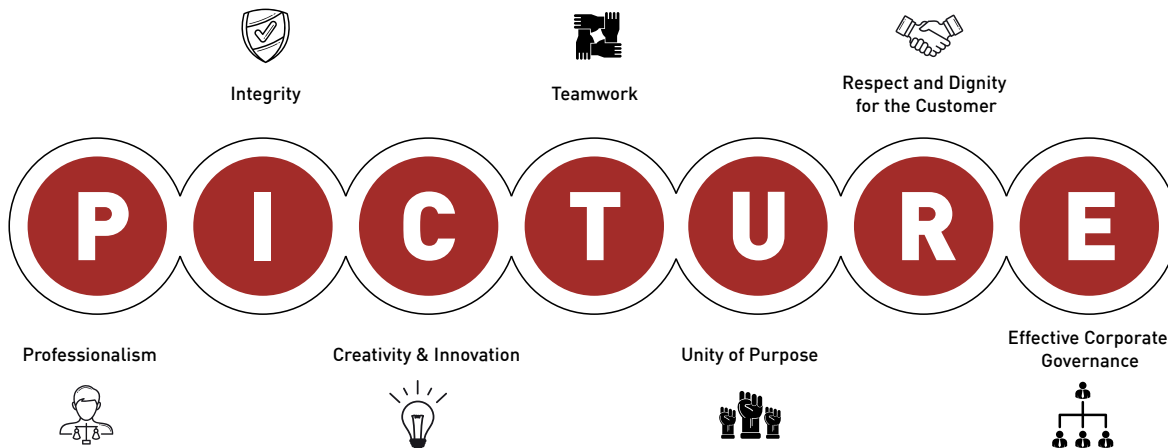 Integrity
Teamwork
Respect and Dignity
for the Customer
P I C T U R E
Professionalism
Creativity & Innovation
Unity of Purpose
Effective Corporate
Governance